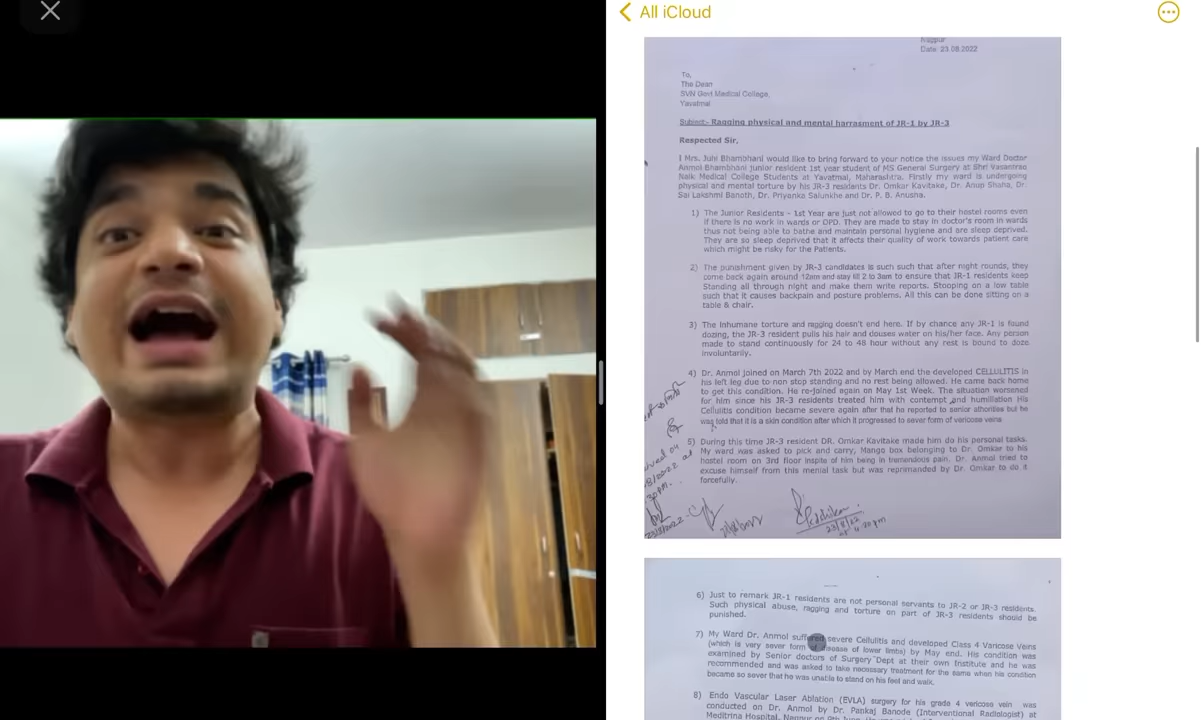 All iCloud
Nagpur
Date: 23.08.2022
To,
The Dean
SVN Govt Medical College,
Yavatmal
Subject:- Ragging physical and mental harrasment of JR-1 by JR-3
Respected Sir,
I Mrs. Juhi Bhambhani would like to bring forward to your notice the issues my Ward Doctor
Anmol Bhambhani junior resident 1st year student of MS General Surgery at Shri Vasantrao
Naik Medical College Students at Yavatmal, Maharashtra. Firstly my ward is undergoing
physical and mental torture by his JR-3 residents Dr. Omkar Kavitake, Dr. Anup Shaha, Dr.
Sai Lakshmi Banoth, Dr. Priyanka Salunkhe and Dr. P. B. Anusha.
1) The Junior Residents – 1st Year are just not allowed to go to their hostel rooms even
if there is no work in wards or OPD. They are made to stay in doctor's room in wards
thus not being able to bathe and maintain personal hygiene and are sleep deprived.
They are so sleep deprived that it affects their quality of work towards patient care
which might be risky for the Patients.
2) The punishment given by JR-3 candidates is such such that after night rounds, they
come back again around 12mn and stay till 2 to 3am to ensure that JR-1 residents keep
Standing all through night and make them write reports. Stooping on a low table
such that it causes backpain and posture problems. All this can be done sitting on a
table & chair.
3) The Inhumane torture and ragging doesn't end here. If by chance any JR-1 is found
dozing, the JR-3 resident pulls his hair and douses water on his/her face. Any person
made to stand continuously for 24 to 48 hour without any rest is bound to doze
involuntarily.
4) Dr. Anmol joined on March 7th 2022 and by March end the developed CELLULITIS in
his left leg due to non stop standing and no rest being allowed. He came back home
to get this condition. He re-joined again on May 1st Week. The situation worsened
for him since his JR-3 residents treated him with contempt and humiliation His
Cellulitis condition became severe again after that he reported to senior athorities but he
was told that it is a skin condition after which it progressed to sever form of vericose veins
5) During this time JR-3 resident DR. Omkar Kavitake made him do his personal tasks.
My ward was asked to pick and carry, Mango box belonging to Dr. Omkar to his
hostel room on 3rd floor inspite of him being in tremendous pain. Dr. Anmol tried to
excuse himself from this menial task but was reprimanded by Dr. Omkar to do it
forcefully.
6) Just to remark JR-1 residents are not personal servants to JR-2 or JR-3 residents.
Such physical abuse, ragging and torture on part of JR-3 residents should be
punished.
7) My Ward Dr. Anmol suffered severe Cellulitis and developed Class 4 Varicose Veins
(which is very sever form of disease of lower limbs) by May end. His condition was
examined by Senior doctors of Surgery Dept at their own Institute and he was
recommended and was asked to take necessary treatment for the same when his condition
became so sever that he was unable to stand on his feet and walk.
8) Endo Vascular Laser Ablation (EVLA) surgery for his grade 4 varicose vein was
conducted on Dr. Anmol by Dr. Pankaj Banode (Interventional Radiologist) at
Meditrina Hospital, Nagpur on 9th